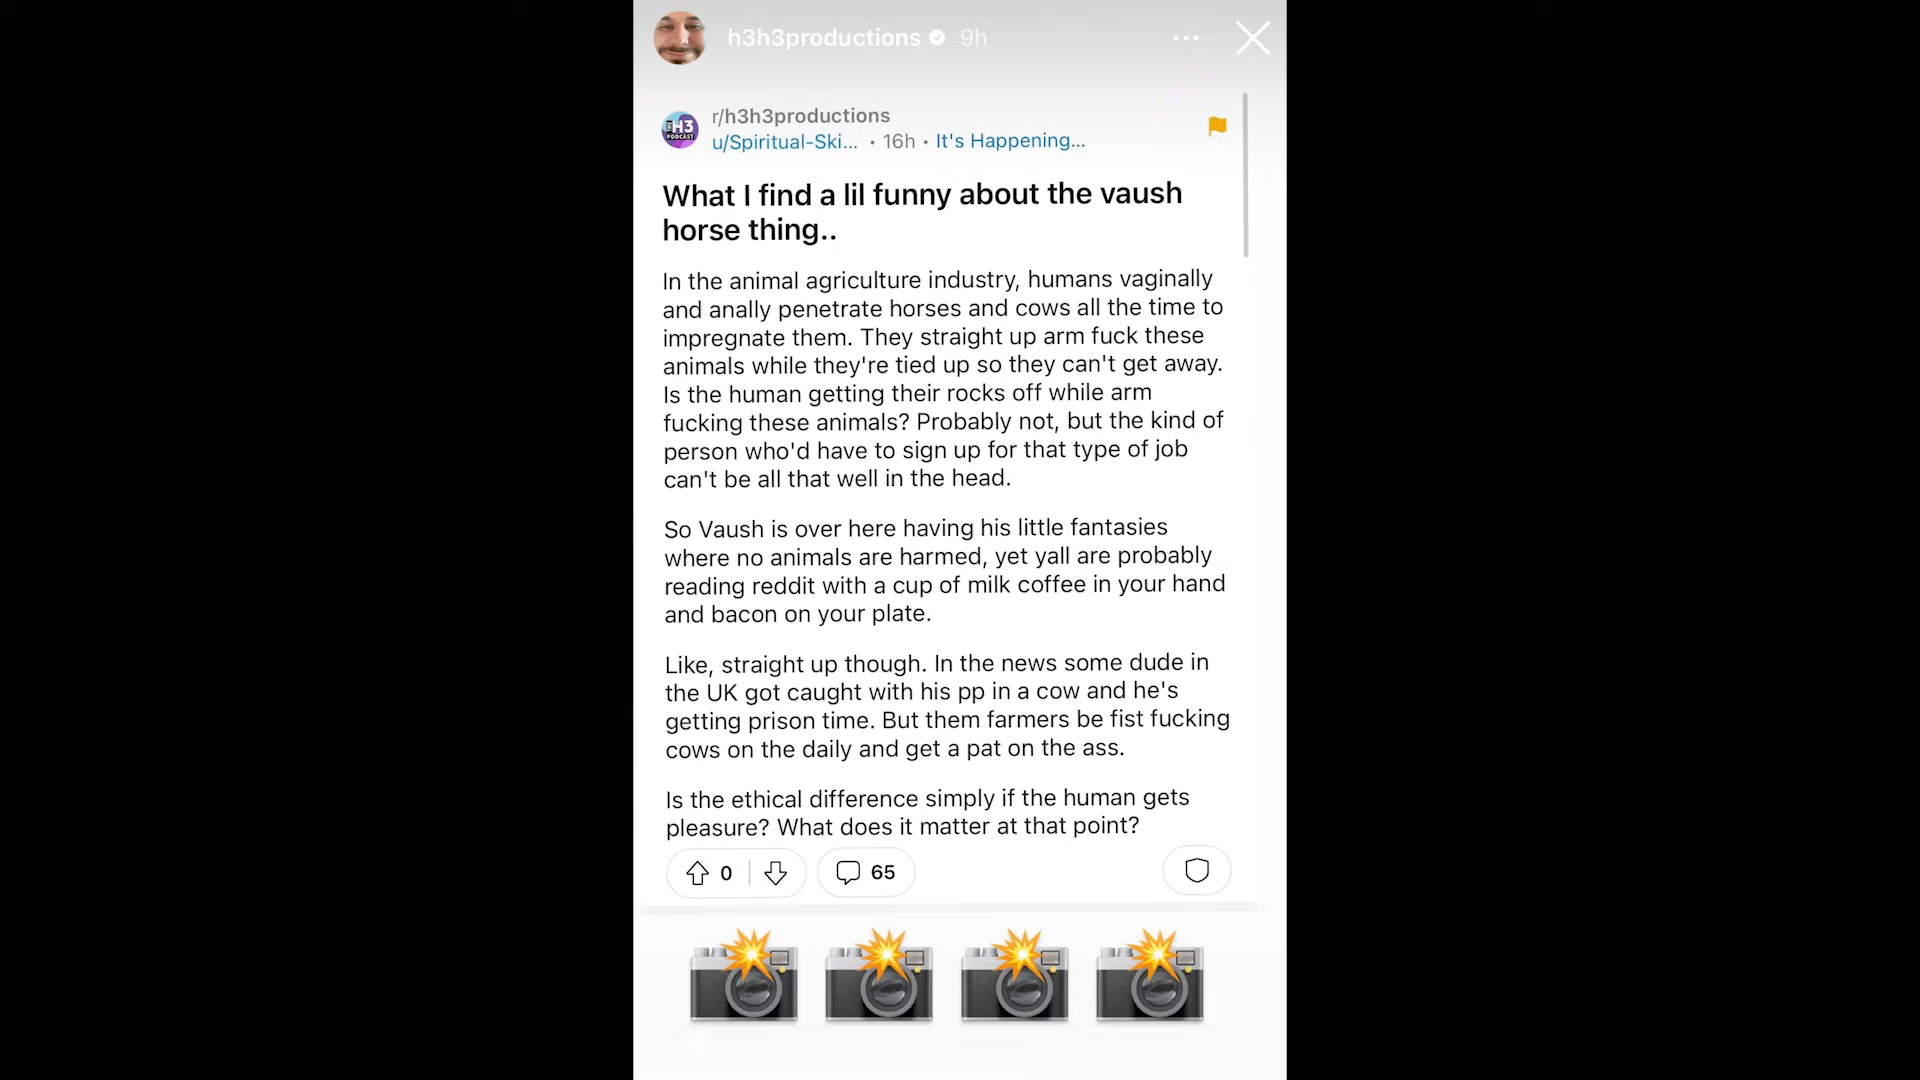 h3h3productions 9h
r/h3h3productions
u/Spiritual-Ski... • 16h • It's Happening...
H3
PODCAST
What I find a lil funny about the vaush
horse thing..
In the animal agriculture industry, humans vaginally
and anally penetrate horses and cows all the time to
impregnate them. They straight up arm fuck these
animals while they're tied up so they can't get away.
Is the human getting their rocks off while arm
fucking these animals? Probably not, but the kind of
person who'd have to sign up for that type of job
can't be all that well in the head.
So Vaush is over here having his little fantasies
where no animals are harmed, yet yall are probably
reading reddit with a cup of milk coffee in your hand
and bacon on your plate.
Like, straight up though. In the news some dude in
the UK got caught with his pp in a cow and he's
getting prison time. But them farmers be fist fucking
cows on the daily and get a pat on the ass.
Is the ethical difference simply if the human gets
pleasure? What does it matter at that point?
0
65